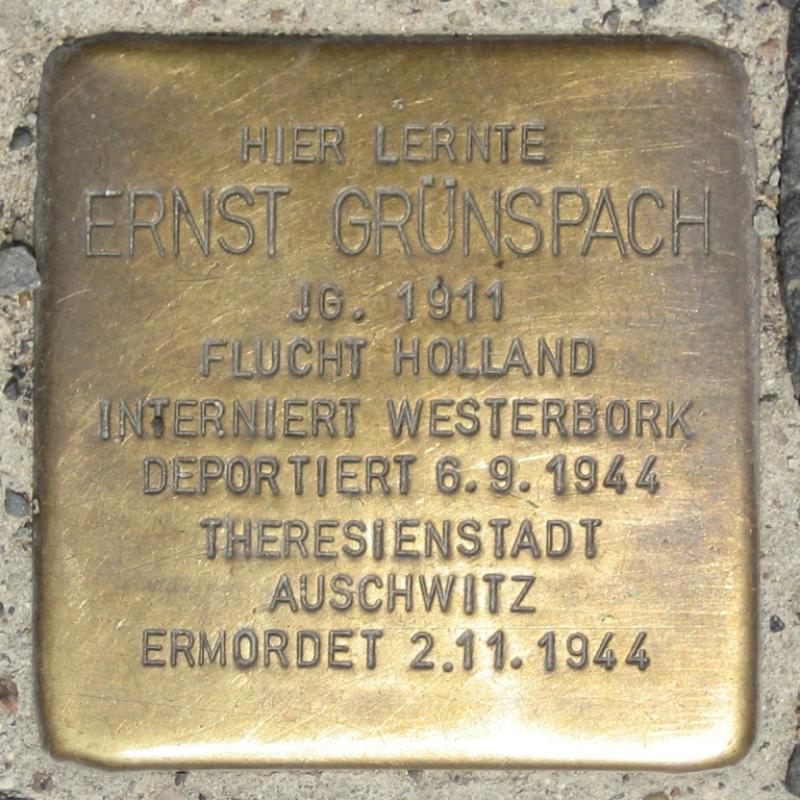 HIER LERNTE
ERNST GRÜNSPACH
JG. 1911
FLUCHT HOLLAND
INTERNIERT WESTERBORK
DEPORTIERT 6.9.1944
THERESIENSTADT
AUSCHWITZ
ERMORDET 2.11.1944